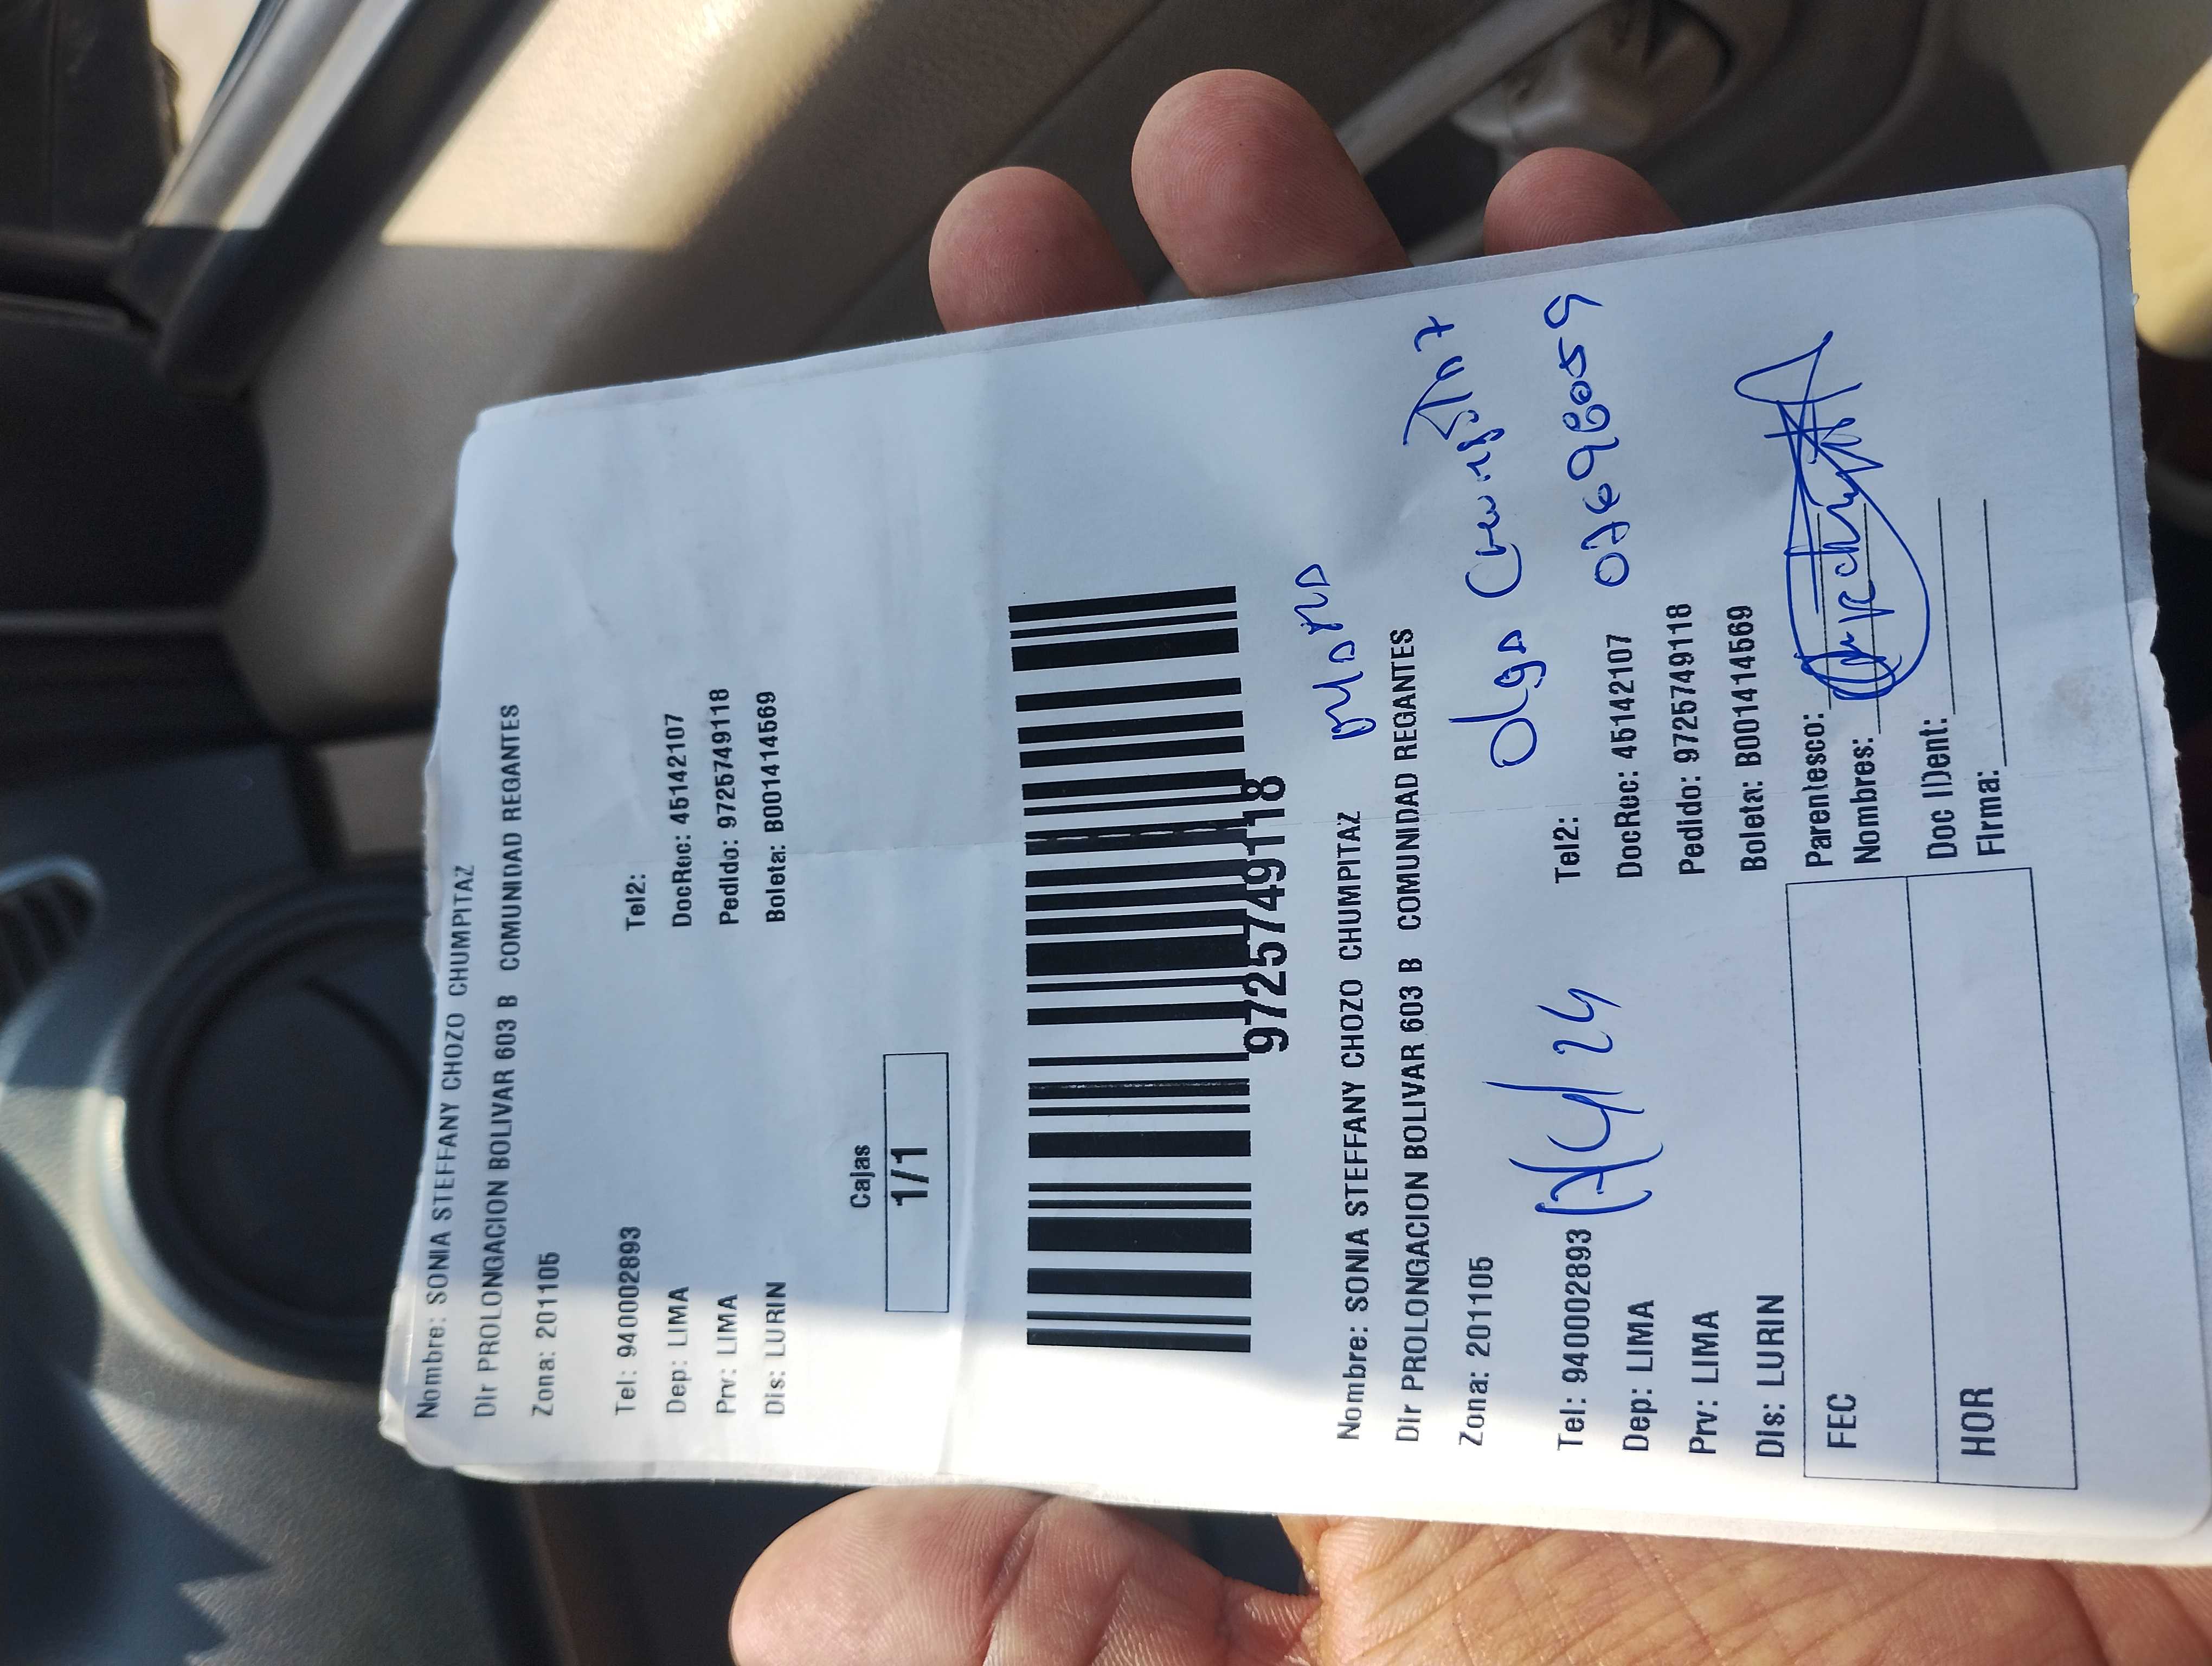 Nombre: SONIA STEFFANY CHOZO CHUMPITAZ
Dir PROLONGACION BOLIVAR 603 B COMUNIDAD REGANTES
Zona: 201105
Tel: 940002893 Tel2:
Dep: LIMA DocRec: 45142107
Prv: LIMA Pedido: 9725749118
Dis: LURIN Boleta: B001414569
Cajas
1/1
9725749118
Nombre: SONIA STEFFANY CHOZO CHUMPITAZ
Dir PROLONGACION BOLIVAR 603 B COMUNIDAD REGANTES
Olga
Zona: 201105
Tel: 940002893 Tel2: 07698059
Dep: LIMA DocRec: 45142107
Prv: LIMA Pedido: 9725749118
Dis: LURIN Boleta: B001414569
FEC Parentesco:
Nombres:
HOR Doc IDent:
Firma: